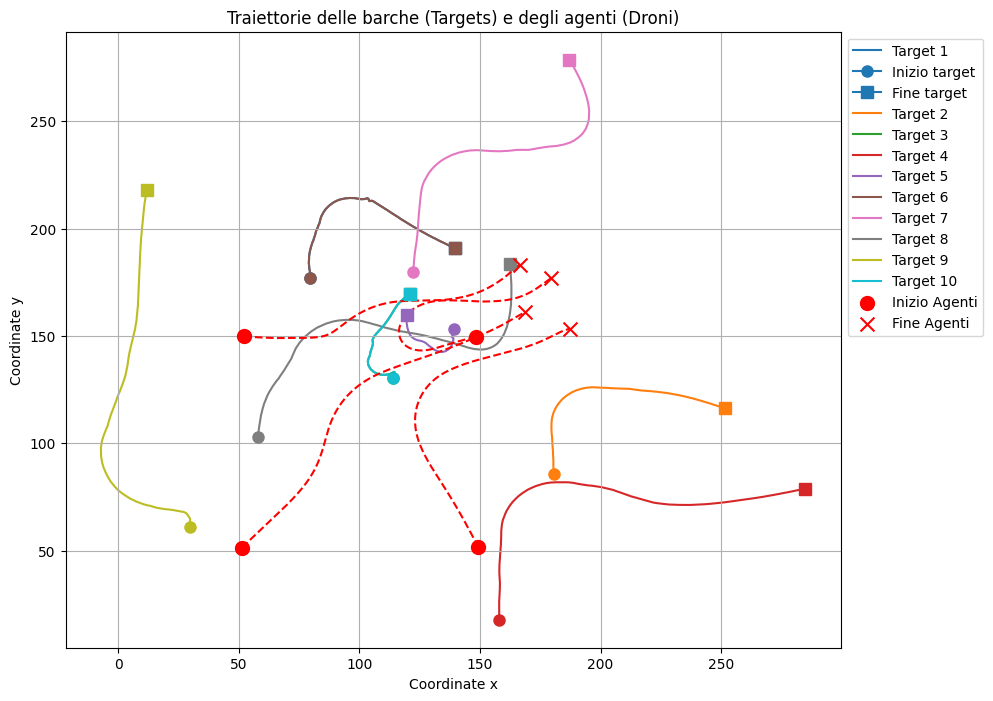 Traiettorie delle barche (Targets) e degli agenti (Droni)
Coordinate y
250
200
150
100
50
0
50
100
150
200
250
Coordinate x
Target 1
Inizio target
Fine target
Target 2
Target 3
Target 4
Target 5
Target 6
Target 7
Target 8
Target 9
Target 10
Inizio Agenti
Fine Agenti